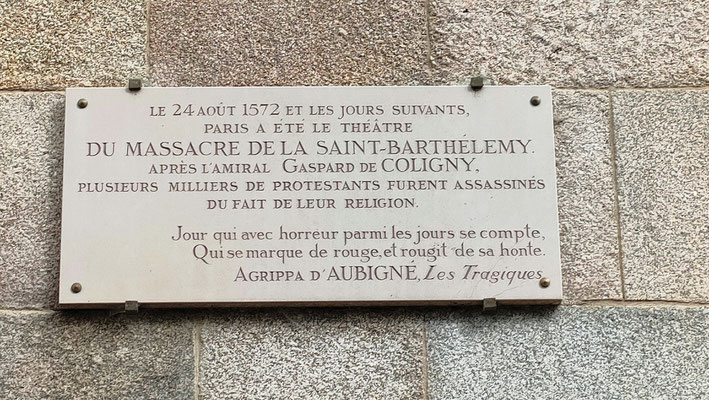 LE 24 AOÛT 1572 ET LES JOURS SUIVANTS,
PARIS A ÉTÉ LE THÉÂTRE
DU MASSACRE DE LA SAINT-BARTHÉLEMY.
APRÈS L'AMIRAL GASPARD DE COLIGNY,
PLUSIEURS MILLIERS DE PROTESTANTS FURENT ASSASSINÉS
DU FAIT DE LEUR RELIGION.
Jour qui avec horreur parmi les jours se compte,
Qui se marque de rouge, et rougit de sa honte.
AGRIPPA D'AUBIGNÉ, Les Tragiques